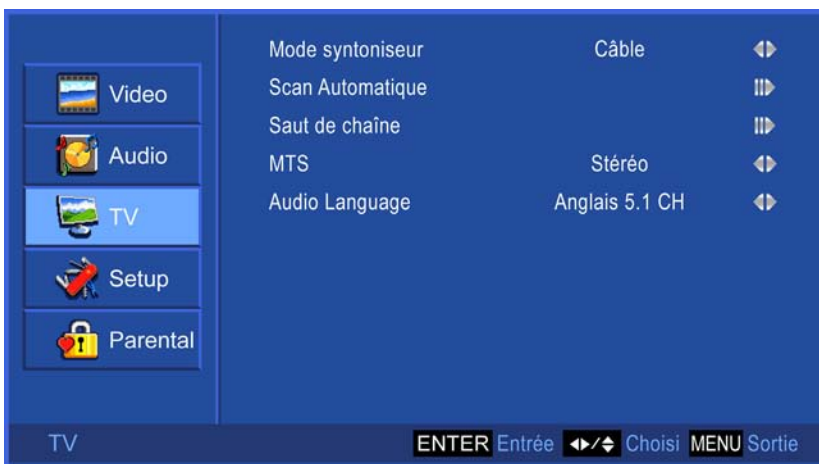 Video
Audio
TV
Setup
Parental
Mode syntoniseur Câble
Scan Automatique
Saut de chaîne
MTS Stéréo
Audio Language Anglais 5.1 CH
TV ENTER Entrée / Choisi MENU Sortie